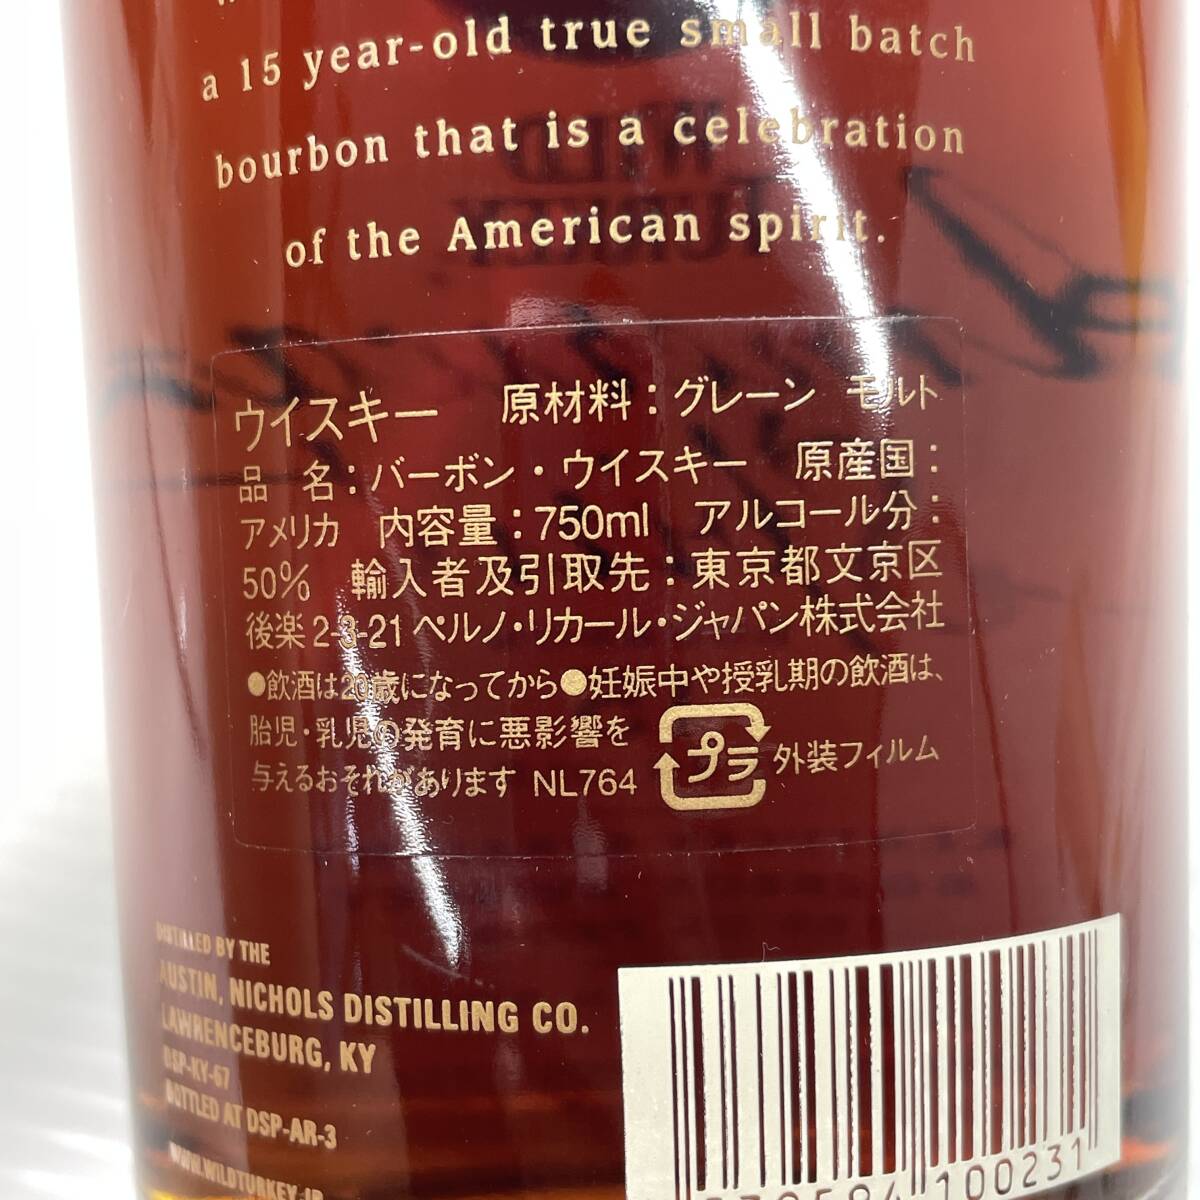 a 15 year-old true small batch
bourbon that is a celebration
of the American spirit.
WILD
TURKEY
ウイスキー 原材料：グレーン モルト
品 名：バーボン・ウイスキー 原産国：
アメリカ 内容量：750ml アルコール分：
50% 輸入者及引取先：東京都文京区
後楽2-3-21 ペルノ・リカール・ジャパン株式会社
●飲酒は20歳になってから●妊娠中や授乳期の飲酒は、
胎児・乳児の発育に悪影響を
与えるおそれがあります NL764
プラ 外装フィルム
DISTILLED BY THE
AUSTIN, NICHOLS DISTILLING CO.
LAWRENCEBURG, KY
DSP-KY-67
BOTTLED AT DSP-AR-3
WWW.WILDTURKEY.JP
100231